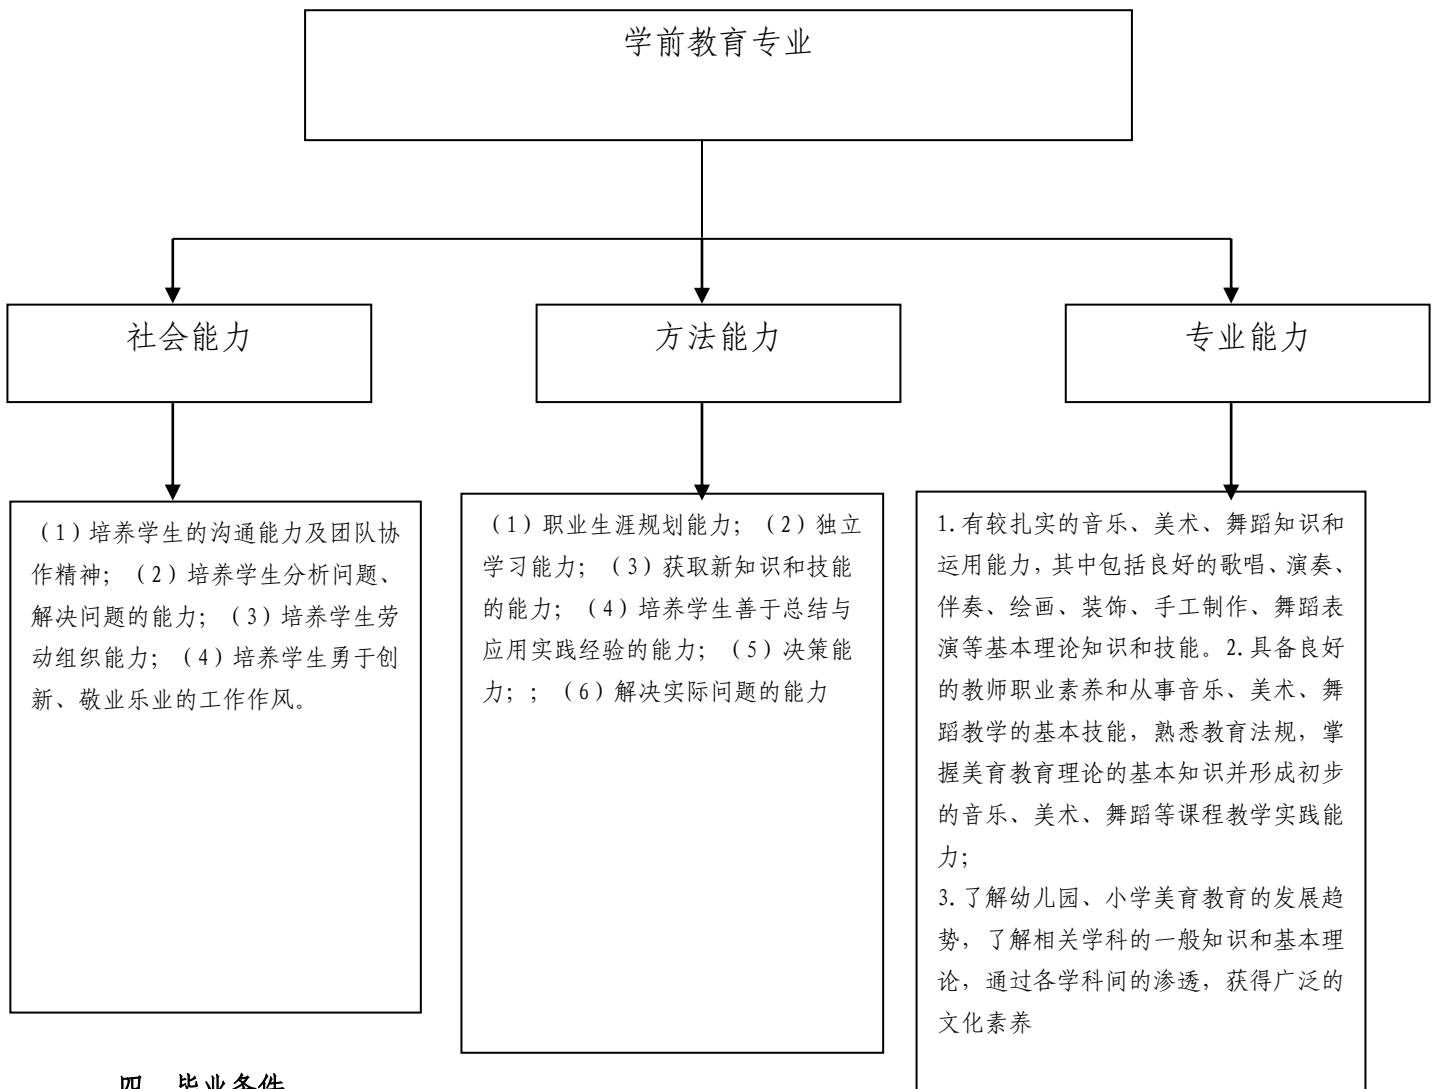 学前教育专业
社会能力
方法能力
专业能力
（1）培养学生的沟通能力及团队协
作精神；（2）培养学生分析问题、
解决问题的能力；（3）培养学生劳
动组织能力；（4）培养学生勇于创
新、敬业乐业的工作作风。
（1）职业生涯规划能力；（2）独立
学习能力；（3）获取新知识和技能
的能力；（4）培养学生善于总结与
应用实践经验的能力；（5）决策能
力；；（6）解决实际问题的能力
1.有较扎实的音乐、美术、舞蹈知识和
运用能力，其中包括良好的歌唱、演奏、
伴奏、绘画、装饰、手工制作、舞蹈表
演等基本理论知识和技能。2.具备良好
的教师职业素养和从事音乐、美术、舞
蹈教学的基本技能，熟悉教育法规，掌
握美育教育理论的基本知识并形成初步
的音乐、美术、舞蹈等课程教学实践能
力；
3.了解幼儿园、小学美育教育的发展趋
势，了解相关学科的一般知识和基本理
论，通过各学科间的渗透，获得广泛的
文化素养
四、毕业条件